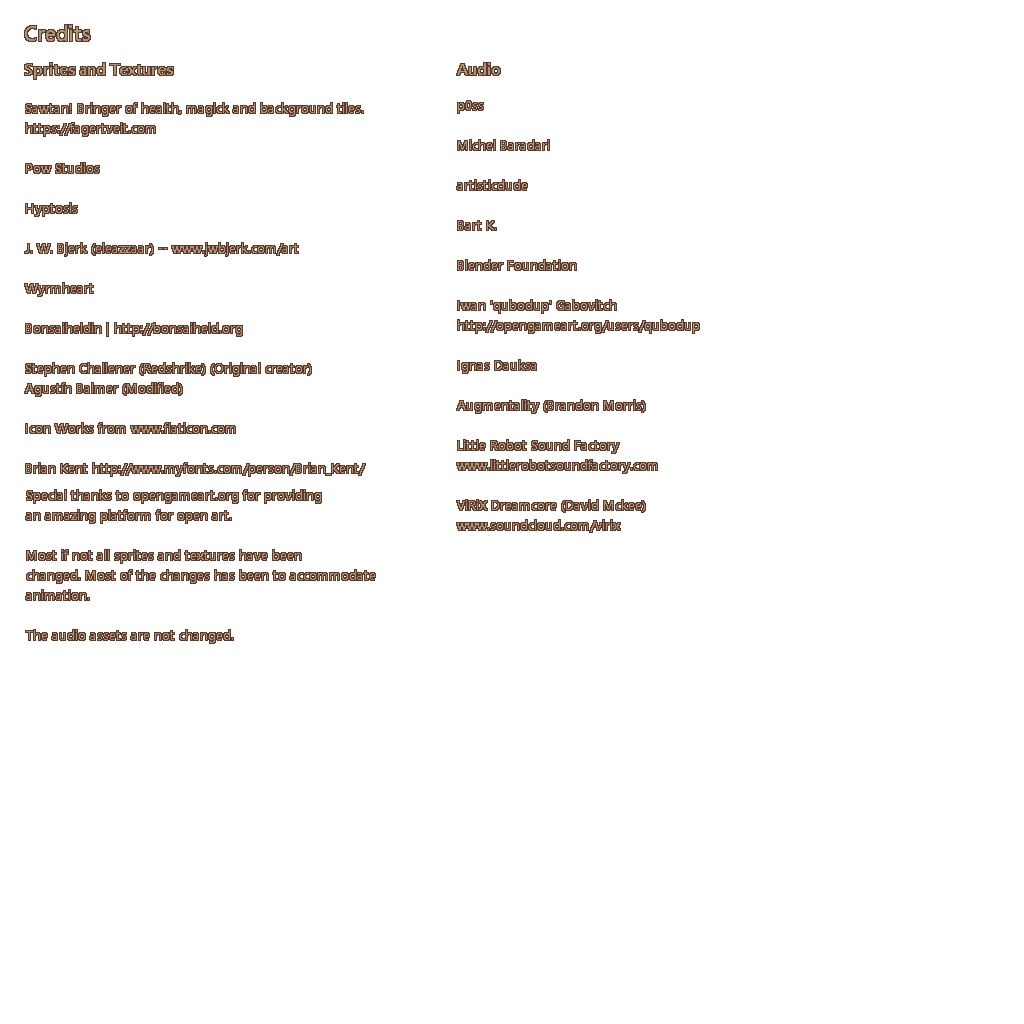 Credits
Sprites and Textures
Sawtan! Bringer of health, magick and background tiles.
https://fagertveit.com
Pow Studios
Hyptosis
J. W. Bjerk (eleazzaar) -- www.jwbjerk.com/art
Wyrmheart
Bonsaiheldin | http://bonsaiheld.org
Stephen Challener (Redshrike) (Original creator)
Agustín Balmer (Modified)
Icon Works from www.flaticon.com
Brian Kent http://www.myfonts.com/person/Brian_Kent/
Special thanks to opengameart.org for providing
an amazing platform for open art.
Most if not all sprites and textures have been
changed. Most of the changes has been to accommodate
animation.
The audio assets are not changed.
Audio
p0ss
Michel Baradari
artisticdude
Bart K.
Blender Foundation
Iwan 'qubodup' Gabovitch
http://opengameart.org/users/qubodup
Ignas Dauksa
Augmentality (Brandon Morris)
Little Robot Sound Factory
www.littlerobotsoundfactory.com
ViRiX Dreamcore (David Mckee)
www.soundcloud.com/virix